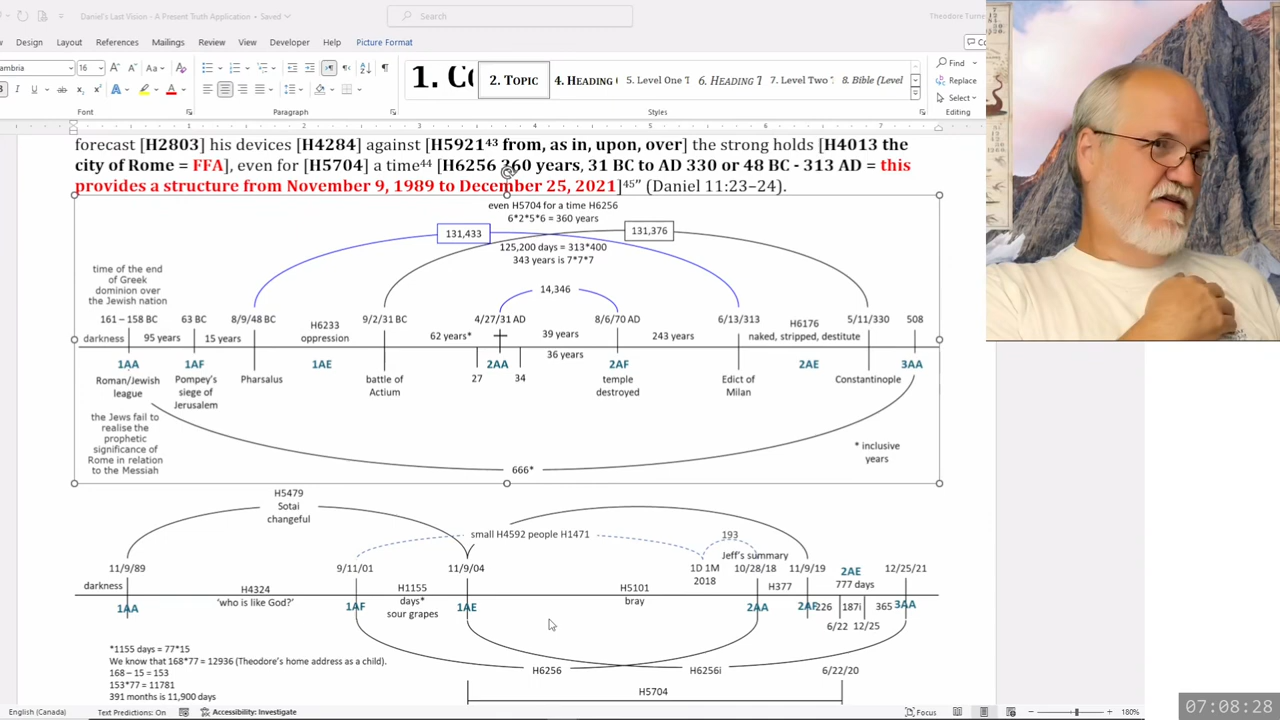 Daniel's Last Vision - A Present Truth Application • Saved
Search
Theodore Turne
Design Layout References Mailings Review View Developer Help Picture Format
16
Aa
Find
Replace
Select
1. Co
2. TOPIC
4. HEADING
5. Level One T
6. HEADING T
7. Level Two
8. Bible (Level
Font
Paragraph
Styles
Editing
1 2 3 4 5 6 7
forecast [H2803] his devices [H4284] against [H5921⁴³ from, as in, upon, over] the strong holds [H4013 the
city of Rome = FFA], even for [H5704] a time⁴⁴ [H6256 360 years, 31 BC to AD 330 or 48 BC - 313 AD = this
provides a structure from November 9, 1989 to December 25, 2021]⁴⁵” (Daniel 11:23–24).
even H5704 for a time H6256
6*2*5*6 = 360 years
131,433
131,376
125,200 days = 313*400
343 years is 7*7*7
time of the end
of Greek
dominion over
the Jewish nation
14,346
161 – 158 BC
63 BC
8/9/48 BC
9/2/31 BC
4/27/31 AD
8/6/70 AD
6/13/313
5/11/330
508
darkness
95 years
15 years
H6233
oppression
62 years*
39 years
243 years
H6176
naked, stripped, destitute
36 years
1AA
1AF
1AE
2AA
2AF
2AE
3AA
Roman/Jewish
league
Pompey's
siege of
Jerusalem
Pharsalus
battle of
Actium
27
34
temple
destroyed
Edict of
Milan
Constantinople
the Jews fail to
realise the
prophetic
significance of
Rome in relation
to the Messiah
* inclusive
years
666*
H5479
Sotai
changeful
small H4592 people H1471
193
Jeff's summary
11/9/89
9/11/01
11/9/04
1D 1M
2018
10/28/18
11/9/19
2AE
12/25/21
darkness
H4324
'who is like God?'
H1155
days*
sour grapes
H5101
bray
H377
777 days
1AA
1AF
1AE
2AA
2AF
226
187i
365
3AA
6/22
12/25
H6256
H6256i
6/22/20
H5704
*1155 days = 77*15
We know that 168*77 = 12936 (Theodore's home address as a child).
168 – 15 = 153
153*77 = 11781
391 months is 11,900 days
English (Canada)
Text Predictions: On
Accessibility: Investigate
Focus
180%
07:08:28